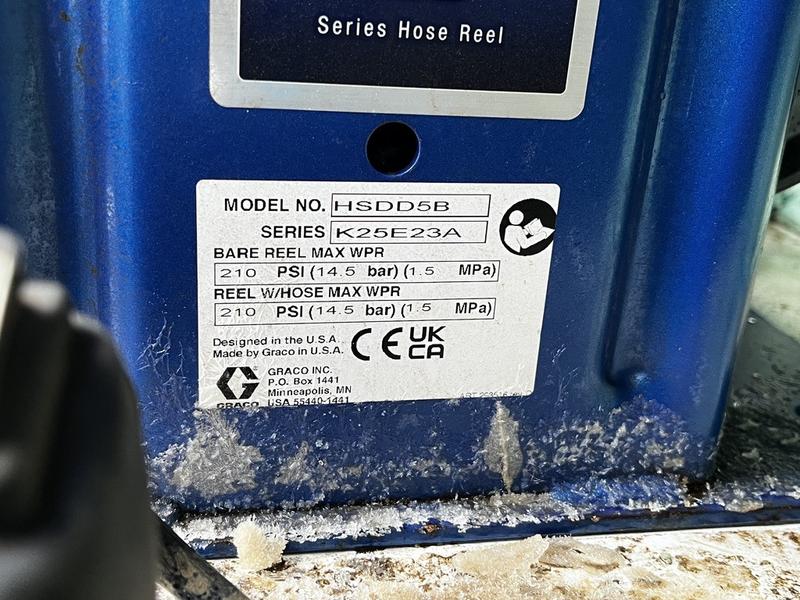 Series Hose Reel
MODEL NO. HSDD5B
SERIES K25E23A
BARE REEL MAX WPR
210 PSI (14.5 bar) (1.5 MPa)
REEL W/HOSE MAX WPR
210 PSI (14.5 bar) (1.5 MPa)
Designed in the U.S.A.
Made by Graco in U.S.A.
CE UK
CA
GRACO INC.
P.O. Box 1441
Minneapolis, MN
USA 55440-1441
GRACO